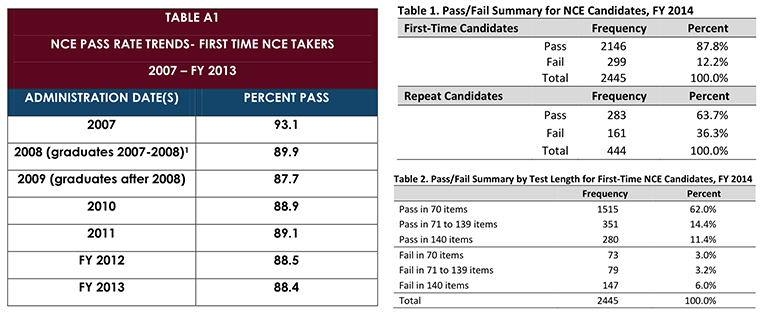 TABLE A1
NCE PASS RATE TRENDS- FIRST TIME NCE TAKERS
2007 – FY 2013
ADMINISTRATION DATE(S) PERCENT PASS
2007 93.1
2008 (graduates 2007-2008)¹ 89.9
2009 (graduates after 2008) 87.7
2010 88.9
2011 89.1
FY 2012 88.5
FY 2013 88.4
Table 1. Pass/Fail Summary for NCE Candidates, FY 2014
First-Time Candidates Frequency Percent
Pass 2146 87.8%
Fail 299 12.2%
Total 2445 100.0%
Repeat Candidates Frequency Percent
Pass 283 63.7%
Fail 161 36.3%
Total 444 100.0%
Table 2. Pass/Fail Summary by Test Length for First-Time NCE Candidates, FY 2014
Frequency Percent
Pass in 70 items 1515 62.0%
Pass in 71 to 139 items 351 14.4%
Pass in 140 items 280 11.4%
Fail in 70 items 73 3.0%
Fail in 71 to 139 items 79 3.2%
Fail in 140 items 147 6.0%
Total 2445 100.0%